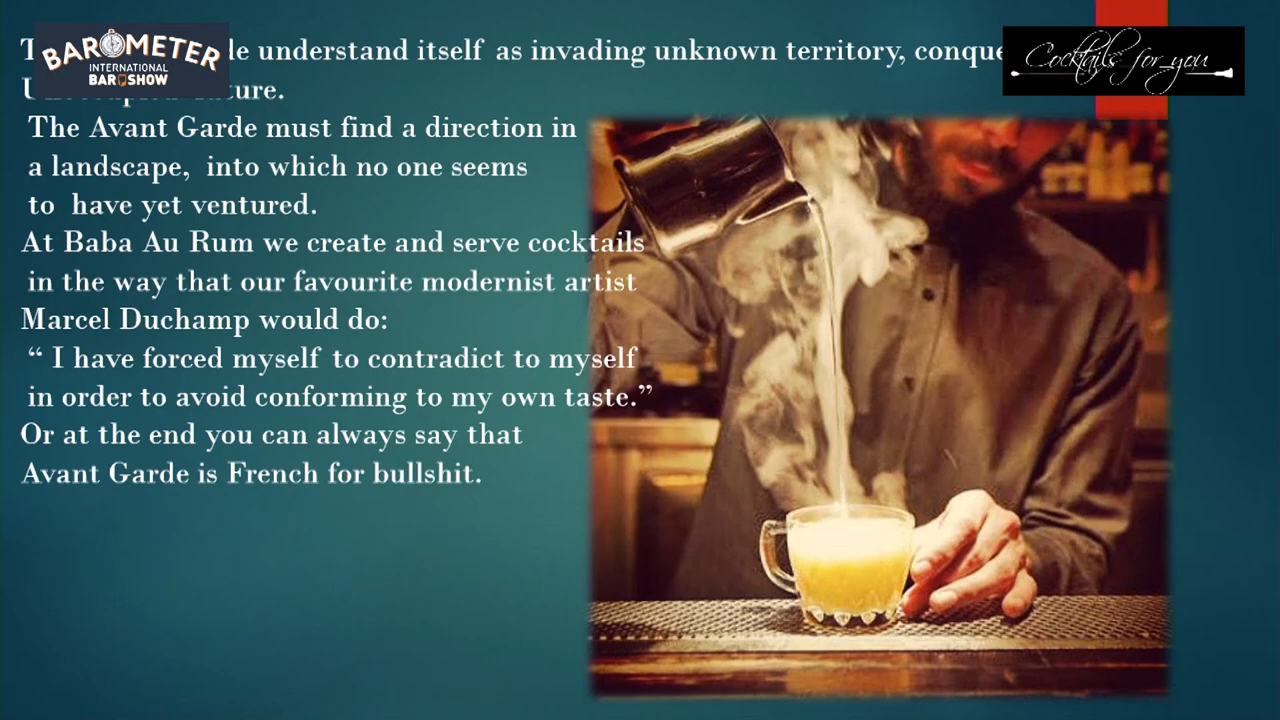 BAROMETER
INTERNATIONAL
BAR SHOW
Cocktails for you
de understand itself as invading unknown territory, conque
ture.
The Avant Garde must find a direction in
a landscape, into which no one seems
to have yet ventured.
At Baba Au Rum we create and serve cocktails
in the way that our favourite modernist artist
Marcel Duchamp would do:
“ I have forced myself to contradict to myself
in order to avoid conforming to my own taste.”
Or at the end you can always say that
Avant Garde is French for bullshit.